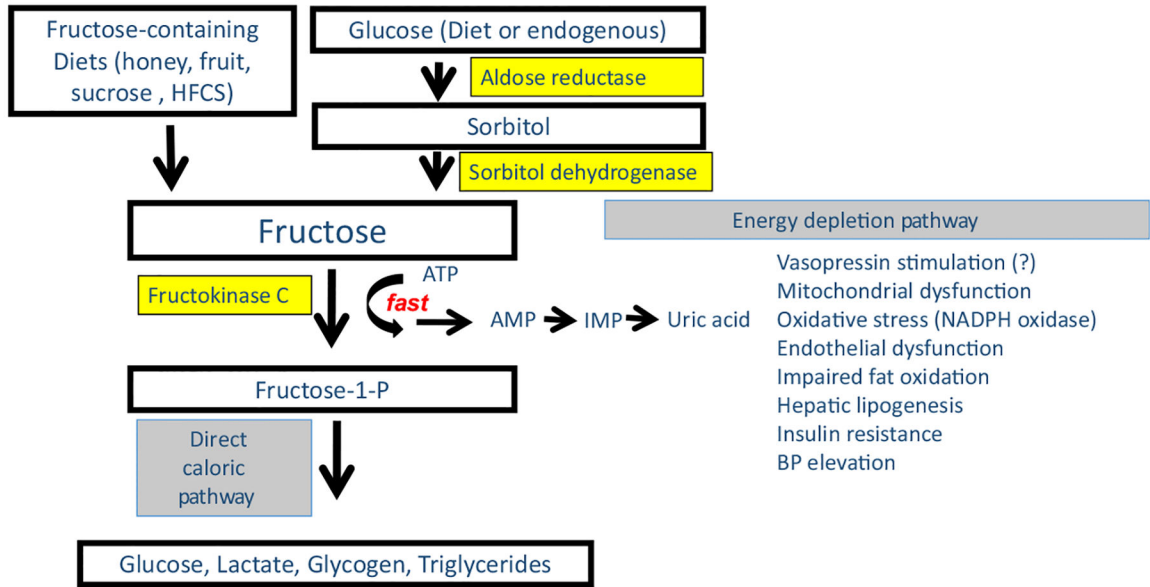 Fructose-containing
Diets (honey, fruit,
sucrose , HFCS)
Glucose (Diet or endogenous)
Aldose reductase
Sorbitol
Sorbitol dehydrogenase
Fructose
Energy depletion pathway
Fructokinase C
ATP
fast
AMP
IMP
Uric acid
Vasopressin stimulation (?)
Mitochondrial dysfunction
Oxidative stress (NADPH oxidase)
Endothelial dysfunction
Impaired fat oxidation
Hepatic lipogenesis
Insulin resistance
BP elevation
Fructose-1-P
Direct
caloric
pathway
Glucose, Lactate, Glycogen, Triglycerides